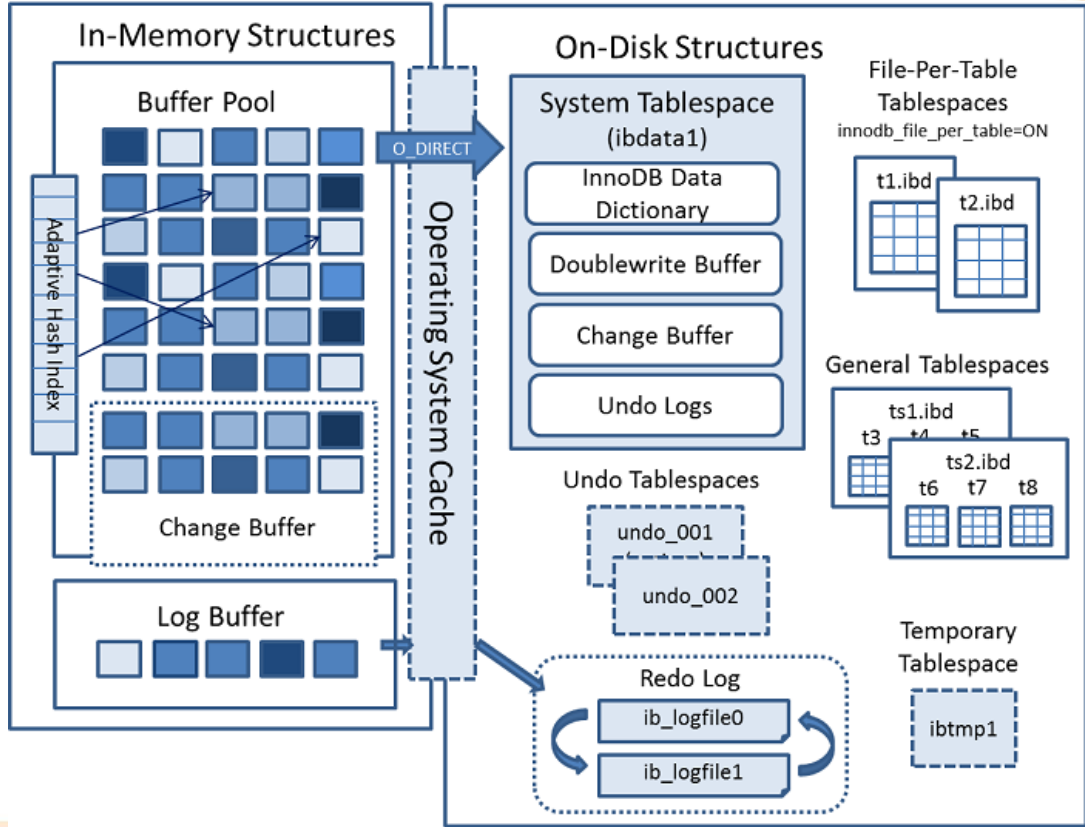 In-Memory Structures
Buffer Pool
Adaptive Hash Index
Change Buffer
Log Buffer
Operating System Cache
O_DIRECT
On-Disk Structures
System Tablespace
(ibdata1)
InnoDB Data
Dictionary
Doublewrite Buffer
Change Buffer
Undo Logs
File-Per-Table
Tablespaces
innodb_file_per_table=ON
t1.ibd
t2.ibd
General Tablespaces
ts1.ibd
t3 t4 t5
ts2.ibd
t6 t7 t8
Undo Tablespaces
undo_001
undo_002
Redo Log
ib_logfile0
ib_logfile1
Temporary
Tablespace
ibtmp1